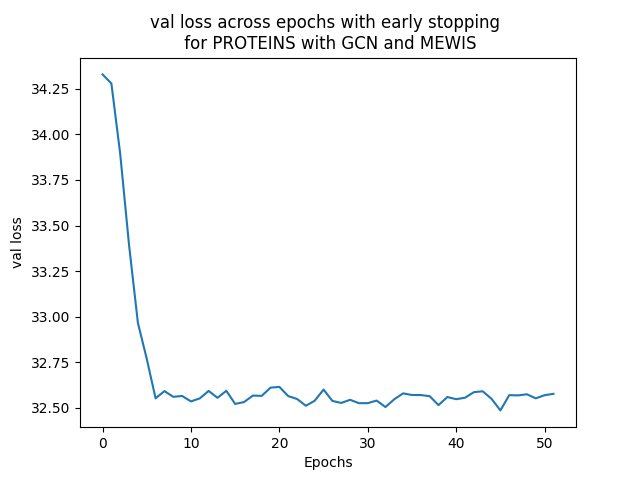 val loss across epochs with early stopping
for PROTEINS with GCN and MEWIS
34.25
34.00
33.75
33.50
33.25
33.00
32.75
32.50
val loss
0 10 20 30 40 50
Epochs